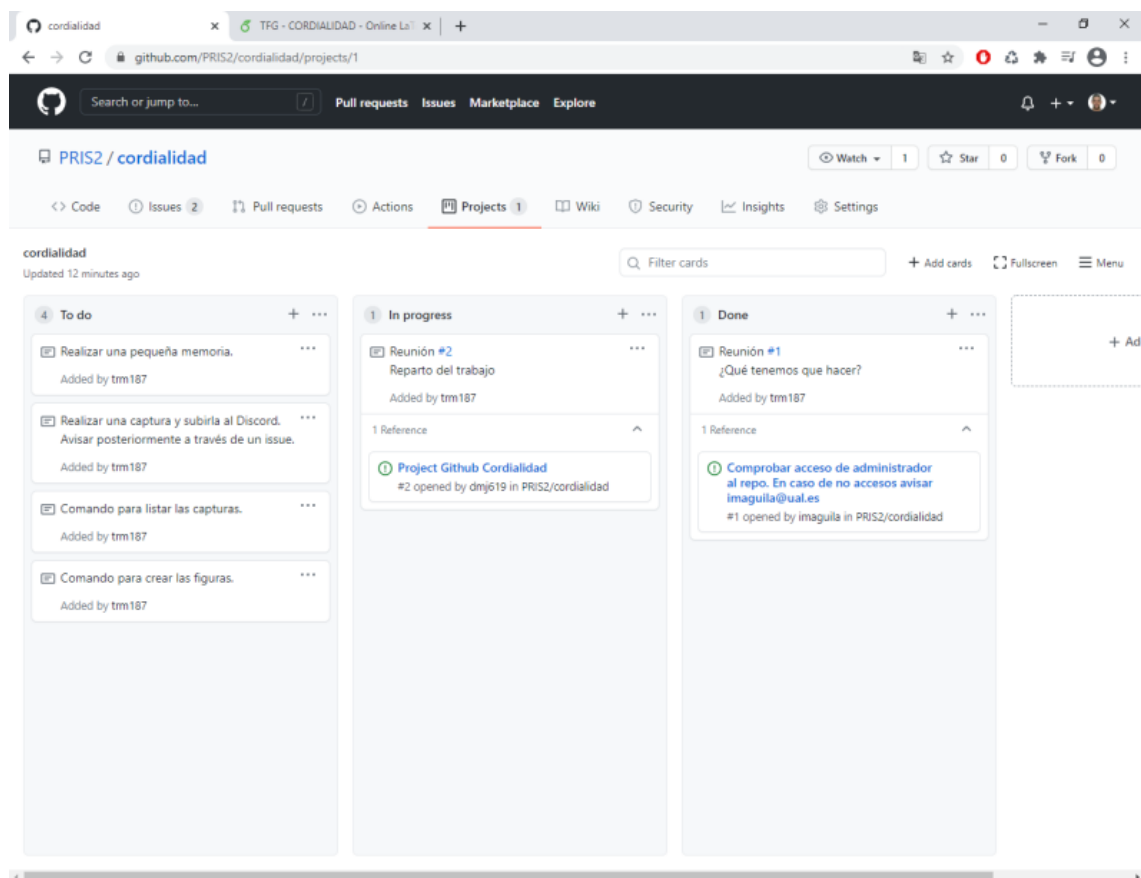 cordialidad
TFG - CORDIALIDAD - Online LaT
github.com/PRIS2/cordialidad/projects/1
Search or jump to... /
Pull requests Issues Marketplace Explore
PRIS2 / cordialidad
Watch 1 Star 0 Fork 0
Code Issues 2 Pull requests Actions Projects 1 Wiki Security Insights Settings
cordialidad
Updated 12 minutes ago
Filter cards
+ Add cards Fullscreen Menu
4 To do
Realizar una pequeña memoria.
Added by trm187
Realizar una captura y subirla al Discord.
Avisar posteriormente a través de un issue.
Added by trm187
Comando para listar las capturas.
Added by trm187
Comando para crear las figuras.
Added by trm187
1 In progress
Reunión #2
Reparto del trabajo
Added by trm187
1 Reference
Project Github Cordialidad
#2 opened by dmj619 in PRIS2/cordialidad
1 Done
Reunión #1
¿Qué tenemos que hacer?
Added by trm187
1 Reference
Comprobar acceso de administrador
al repo. En caso de no accesos avisar
imaguila@ual.es
#1 opened by imaguila in PRIS2/cordialidad
+ Ad